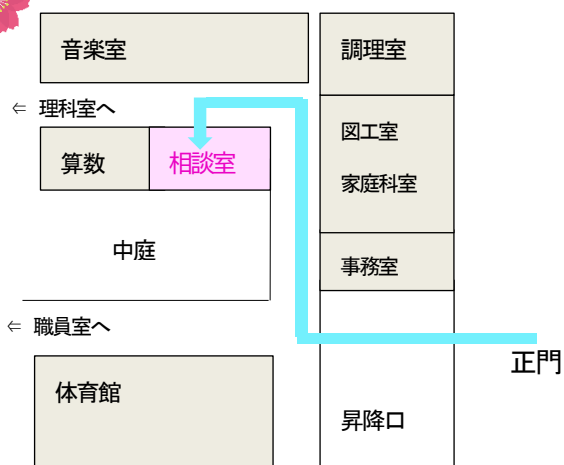 音楽室
調理室
⇐ 理科室へ
図工室
算数
相談室
家庭科室
中庭
事務室
⇐ 職員室へ
正門
体育館
昇降口